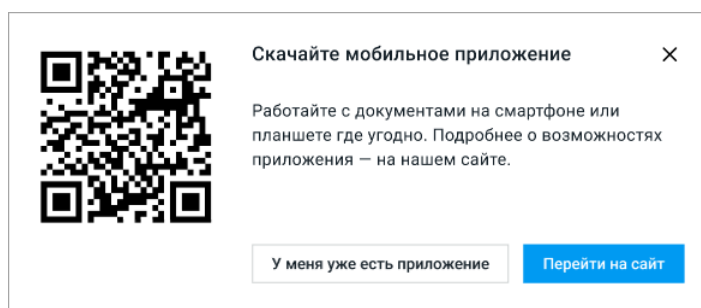 Скачайте мобильное приложение
Работайте с документами на смартфоне или
планшете где угодно. Подробнее о возможностях
приложения — на нашем сайте.
У меня уже есть приложение
Перейти на сайт